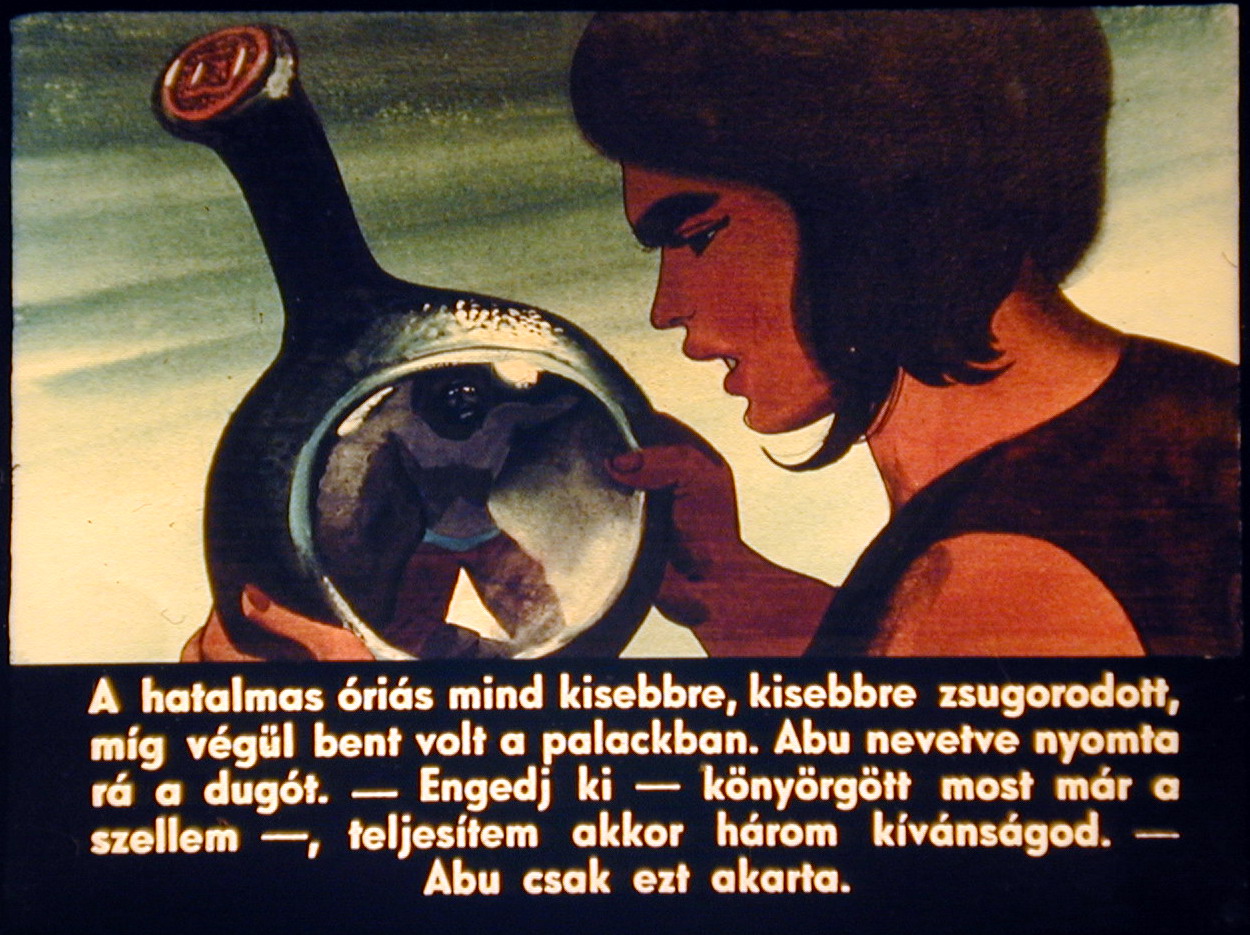 A hatalmas óriás mind kisebbre, kisebbre zsugorodott,
míg végül bent volt a palackban. Abu nevetve nyomta
rá a dugót. — Engedj ki — könyörgött most már a
szellem —, teljesítem akkor három kívánságod. —
Abu csak ezt akarta.